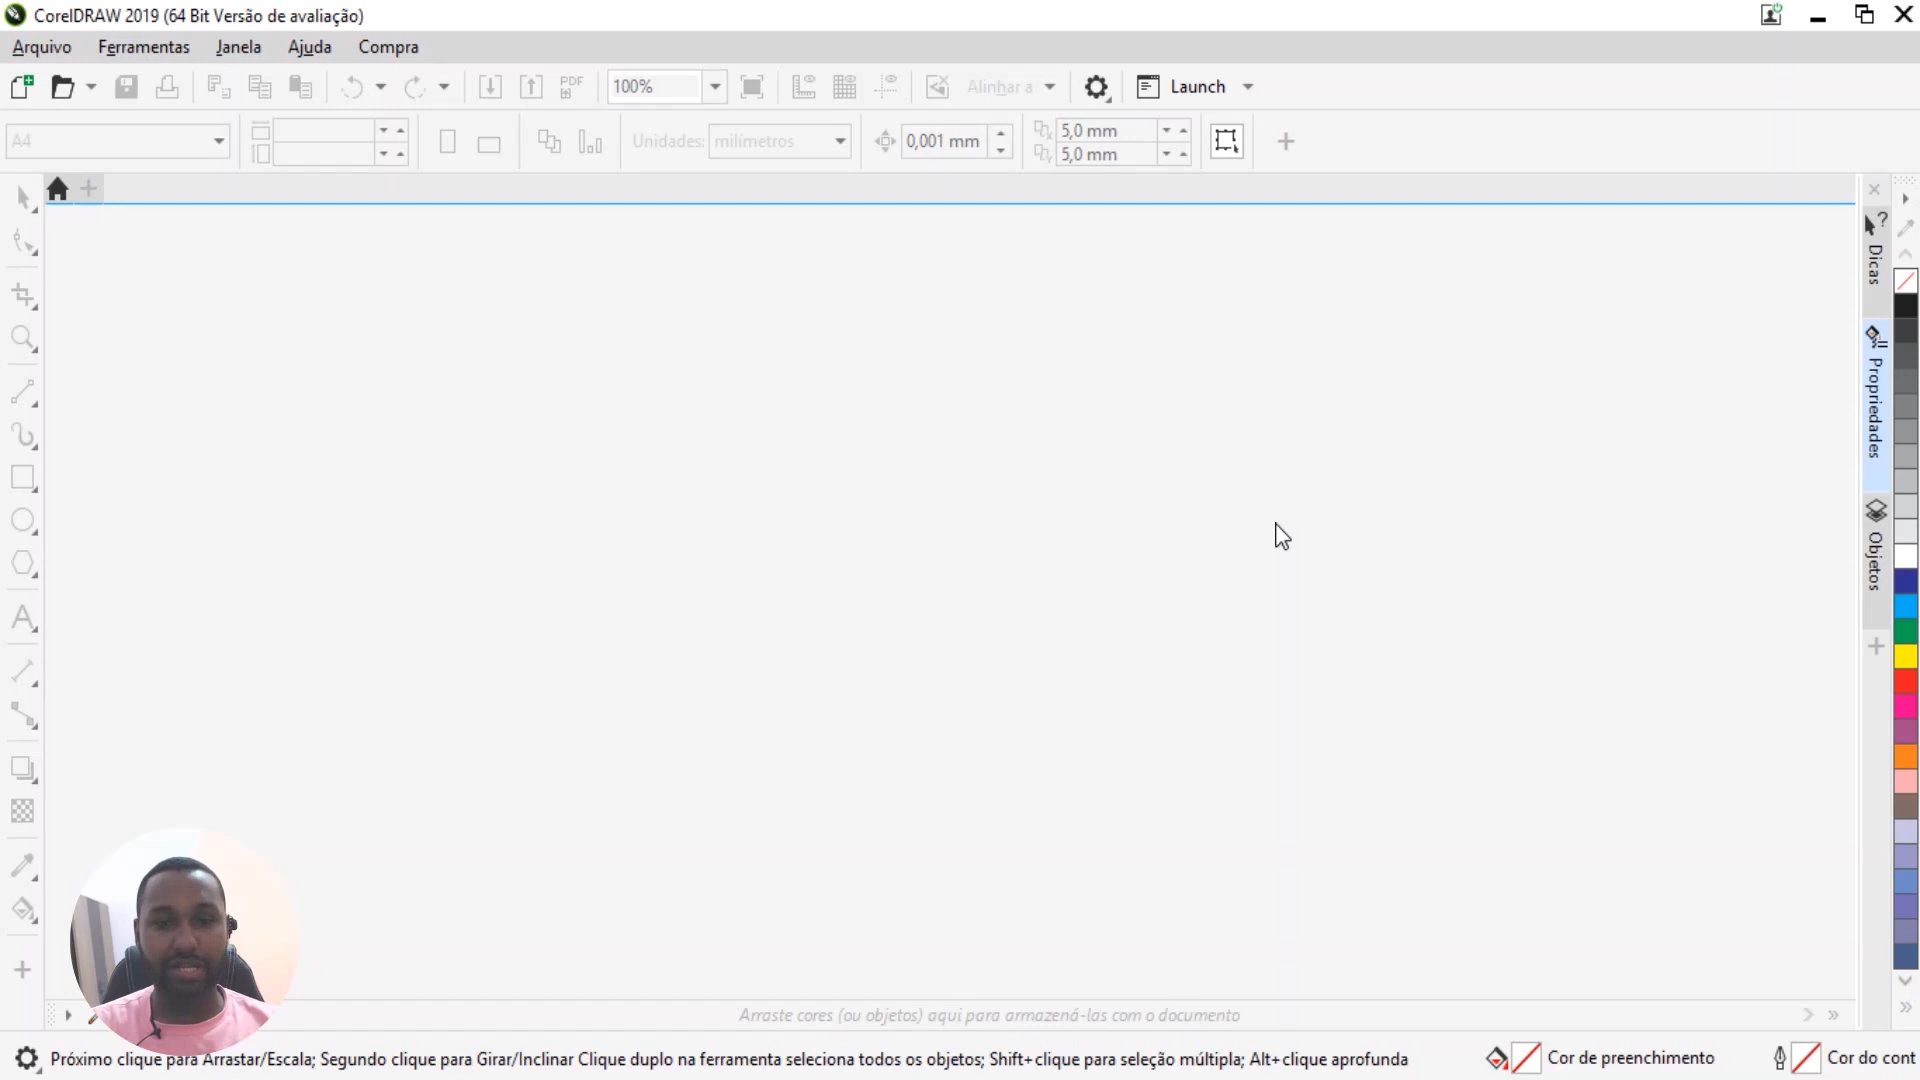 CorelDRAW 2019 (64 Bit Versão de avaliação)
Arquivo Ferramentas Janela Ajuda Compra
PDF 100% Alinhar a Launch
A4 Unidades: milímetros 0,001 mm 5,0 mm
5,0 mm
Dicas
Propriedades
Objetos
Arraste cores (ou objetos) aqui para armazená-las com o documento
Próximo clique para Arrastar/Escala; Segundo clique para Girar/Inclinar Clique duplo na ferramenta seleciona todos os objetos; Shift+clique para seleção múltipla; Alt+clique aprofunda Cor de preenchimento Cor do cont